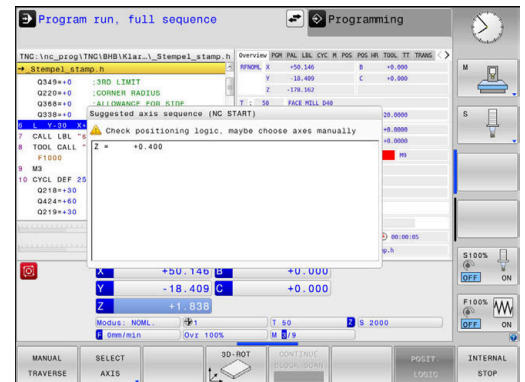 Program run, full sequence
Programming
TNC:\nc_prog\TNC\BHB\Klar…\_Stempel_stamp.h
→_Stempel_stamp.h
Overview PGM PAL LBL CYC M POS POS HR TOOL TT TRANS
Q349=+0 ;3RD LIMIT
Q220=+0 ;CORNER RADIUS
Q368=+0 ;ALLOWANCE FOR SIDE
Q338=+0
RFNOML X +50.146 B +0.000
Y -18.409 C +0.000
Z -178.162
T : 50 FACE MILL D40
Suggested axis sequence (NC START)
Check positioning logic, maybe choose axes manually
Z = +0.400
6 L Y-30 X+
7 CALL LBL "s
8 TOOL CALL "
F1000
9 M3
10 CYCL DEF 25
Q218=+30
Q424=+60
Q219=+30
20.0000
+0.0000
+0.0000
M9
00:00:05
p.h
X +50.146 B +0.000
Y -18.409 C +0.000
Z +1.838
Modus: NOML. 1 T 50 Z S 2000
F 0mm/min Ovr 100% M 5/9
M
S
S100%
OFF ON
F100%
OFF ON
MANUAL TRAVERSE
SELECT AXIS
3D-ROT
CONTINUE BLOCK SCAN
POSIT. LOGIC
INTERNAL STOP